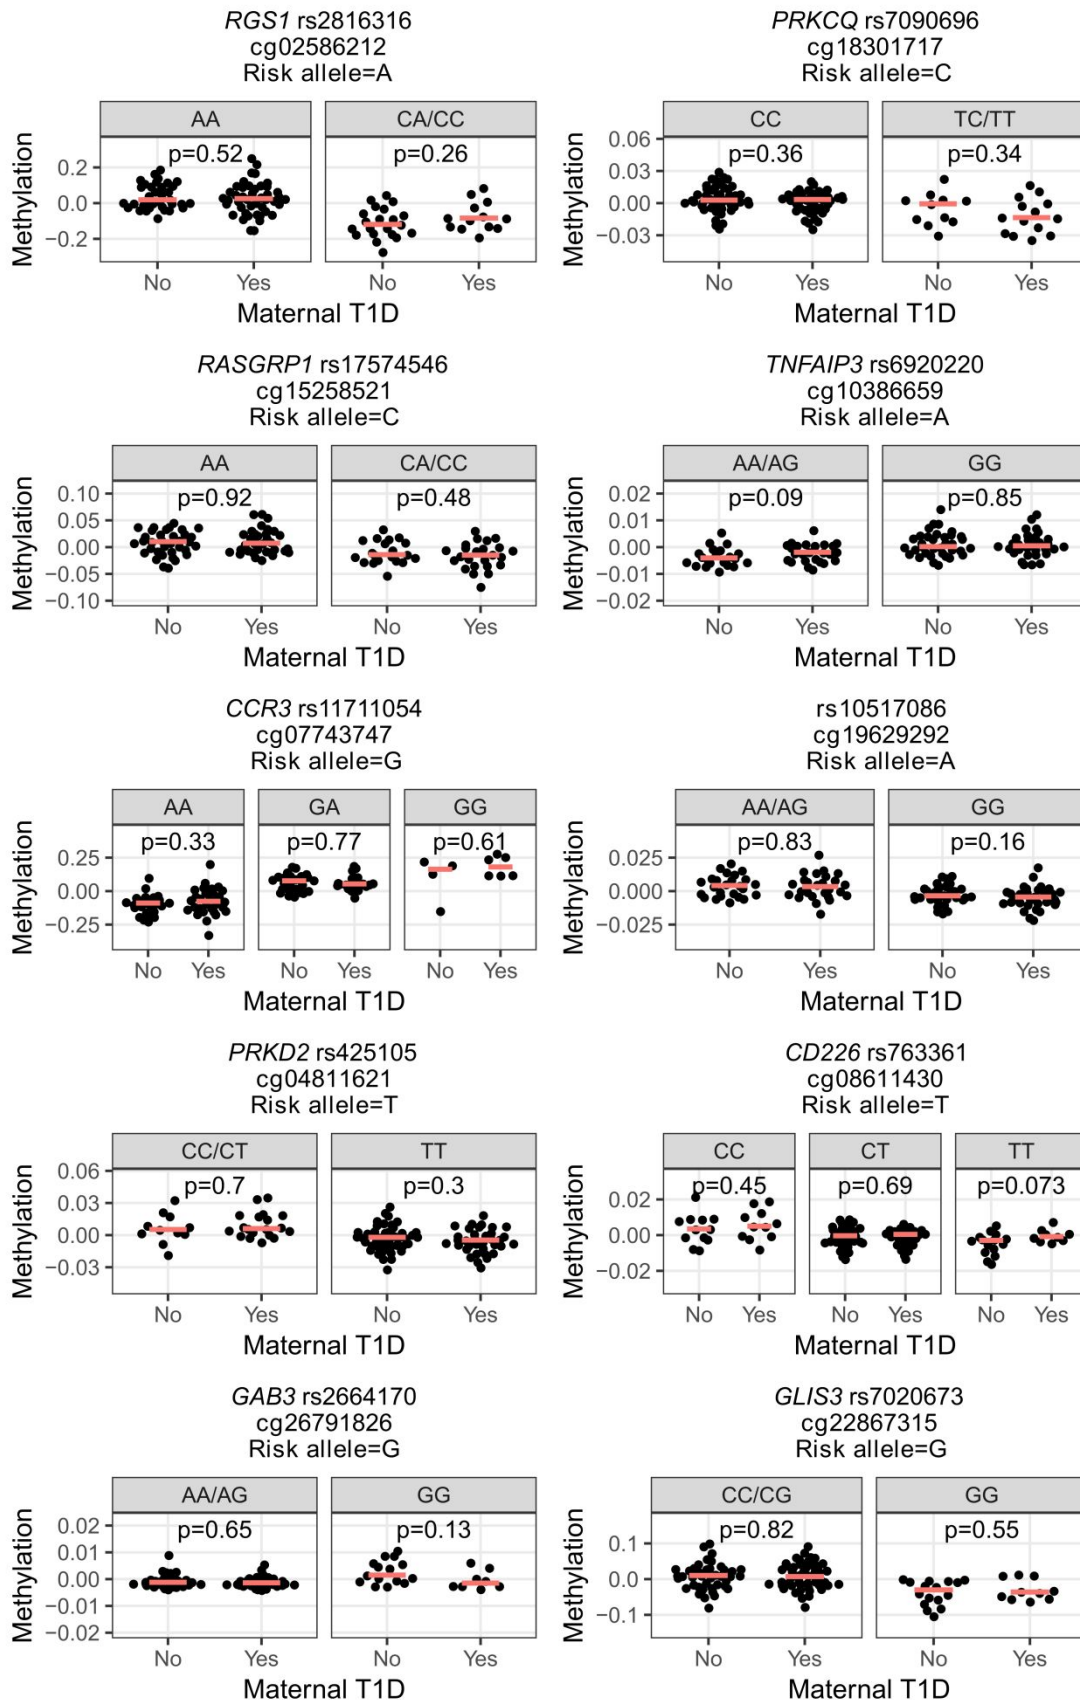 RGS1 rs2816316
cg02586212
Risk allele=A
AA
CA/CC
p=0.52
p=0.26
Methylation
0.2
0.0
−0.2
No
Yes
No
Yes
Maternal T1D
PRKCQ rs7090696
cg18301717
Risk allele=C
CC
TC/TT
p=0.36
p=0.34
Methylation
0.06
0.03
0.00
−0.03
No
Yes
No
Yes
Maternal T1D
RASGRP1 rs17574546
cg15258521
Risk allele=C
AA
CA/CC
p=0.92
p=0.48
Methylation
0.10
0.05
0.00
−0.05
−0.10
No
Yes
No
Yes
Maternal T1D
TNFAIP3 rs6920220
cg10386659
Risk allele=A
AA/AG
GG
p=0.09
p=0.85
Methylation
0.02
0.01
0.00
−0.01
−0.02
No
Yes
No
Yes
Maternal T1D
CCR3 rs11711054
cg07743747
Risk allele=G
AA
GA
GG
p=0.33
p=0.77
p=0.61
Methylation
0.25
0.00
−0.25
No
Yes
No
Yes
No
Yes
Maternal T1D
rs10517086
cg19629292
Risk allele=A
AA/AG
GG
p=0.83
p=0.16
Methylation
0.025
0.000
−0.025
No
Yes
No
Yes
Maternal T1D
PRKD2 rs425105
cg04811621
Risk allele=T
CC/CT
TT
p=0.7
p=0.3
Methylation
0.06
0.03
0.00
−0.03
No
Yes
No
Yes
Maternal T1D
CD226 rs763361
cg08611430
Risk allele=T
CC
CT
TT
p=0.45
p=0.69
p=0.073
Methylation
0.02
0.00
−0.02
No
Yes
No
Yes
No
Yes
Maternal T1D
GAB3 rs2664170
cg26791826
Risk allele=G
AA/AG
GG
p=0.65
p=0.13
Methylation
0.02
0.01
0.00
−0.01
−0.02
No
Yes
No
Yes
Maternal T1D
GLIS3 rs7020673
cg22867315
Risk allele=G
CC/CG
GG
p=0.82
p=0.55
Methylation
0.1
0.0
−0.1
No
Yes
No
Yes
Maternal T1D